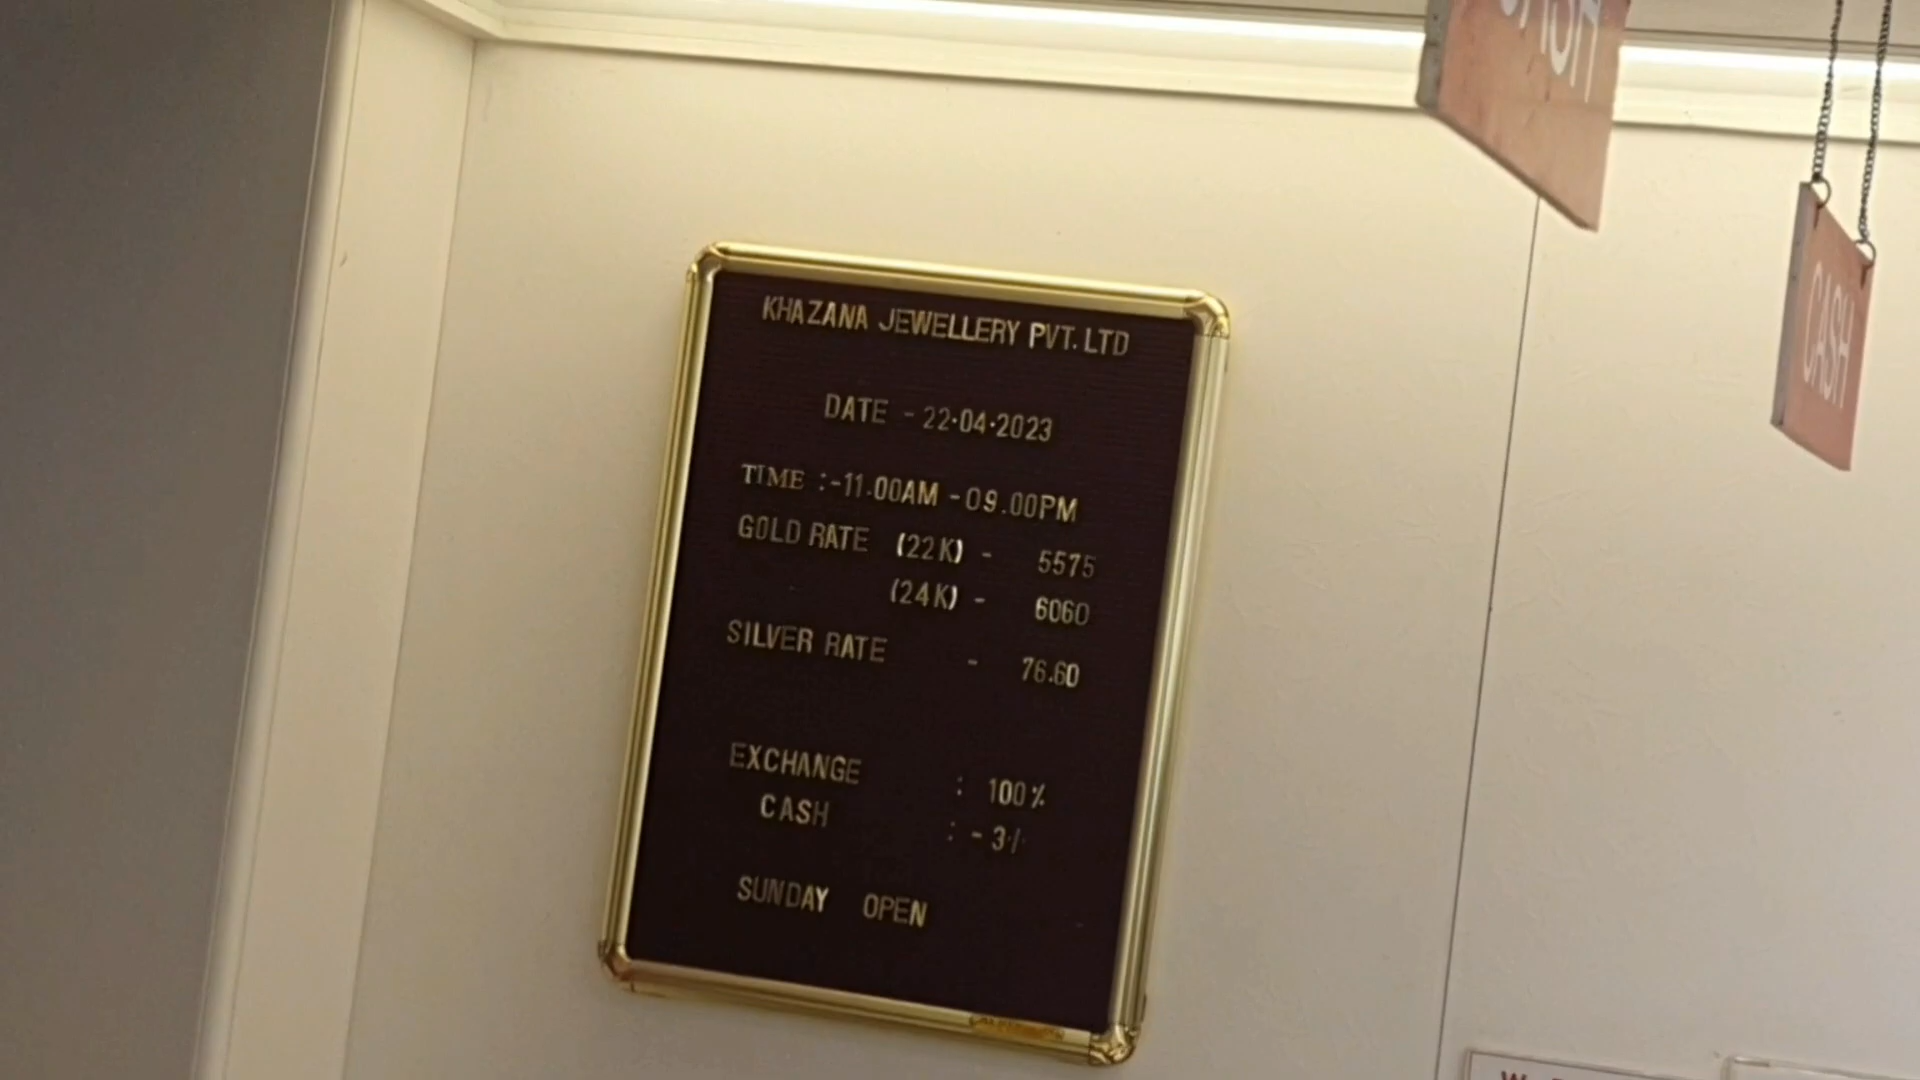 KHAZANA JEWELLERY PVT. LTD
DATE - 22·04·2023
TIME :-11.00AM - 09.00PM
GOLD RATE (22K) - 5575
(24K) - 6060
SILVER RATE - 76.60
EXCHANGE : 100%
CASH : - 3%
SUNDAY OPEN
CASH
CASH